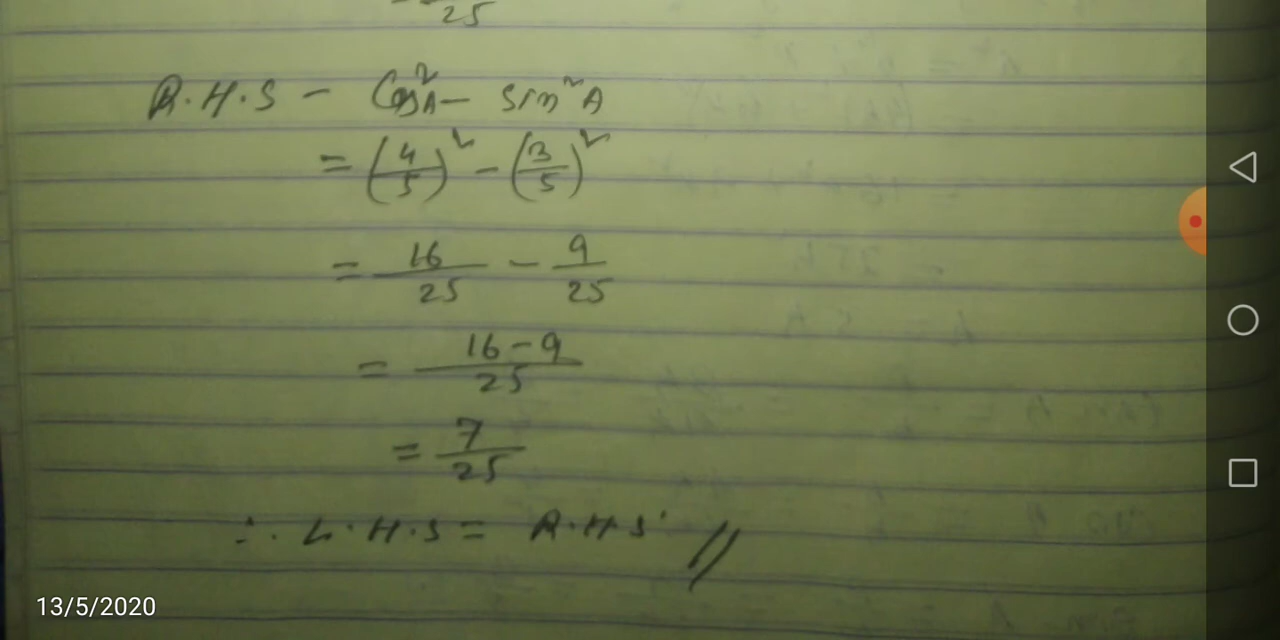 25
R.H.S - Cos²A - Sin²A
= (4/5)² - (3/5)²
= 16/25 - 9/25
= 16-9/25
= 7/25
∴ L.H.S = R.H.S //
13/5/2020